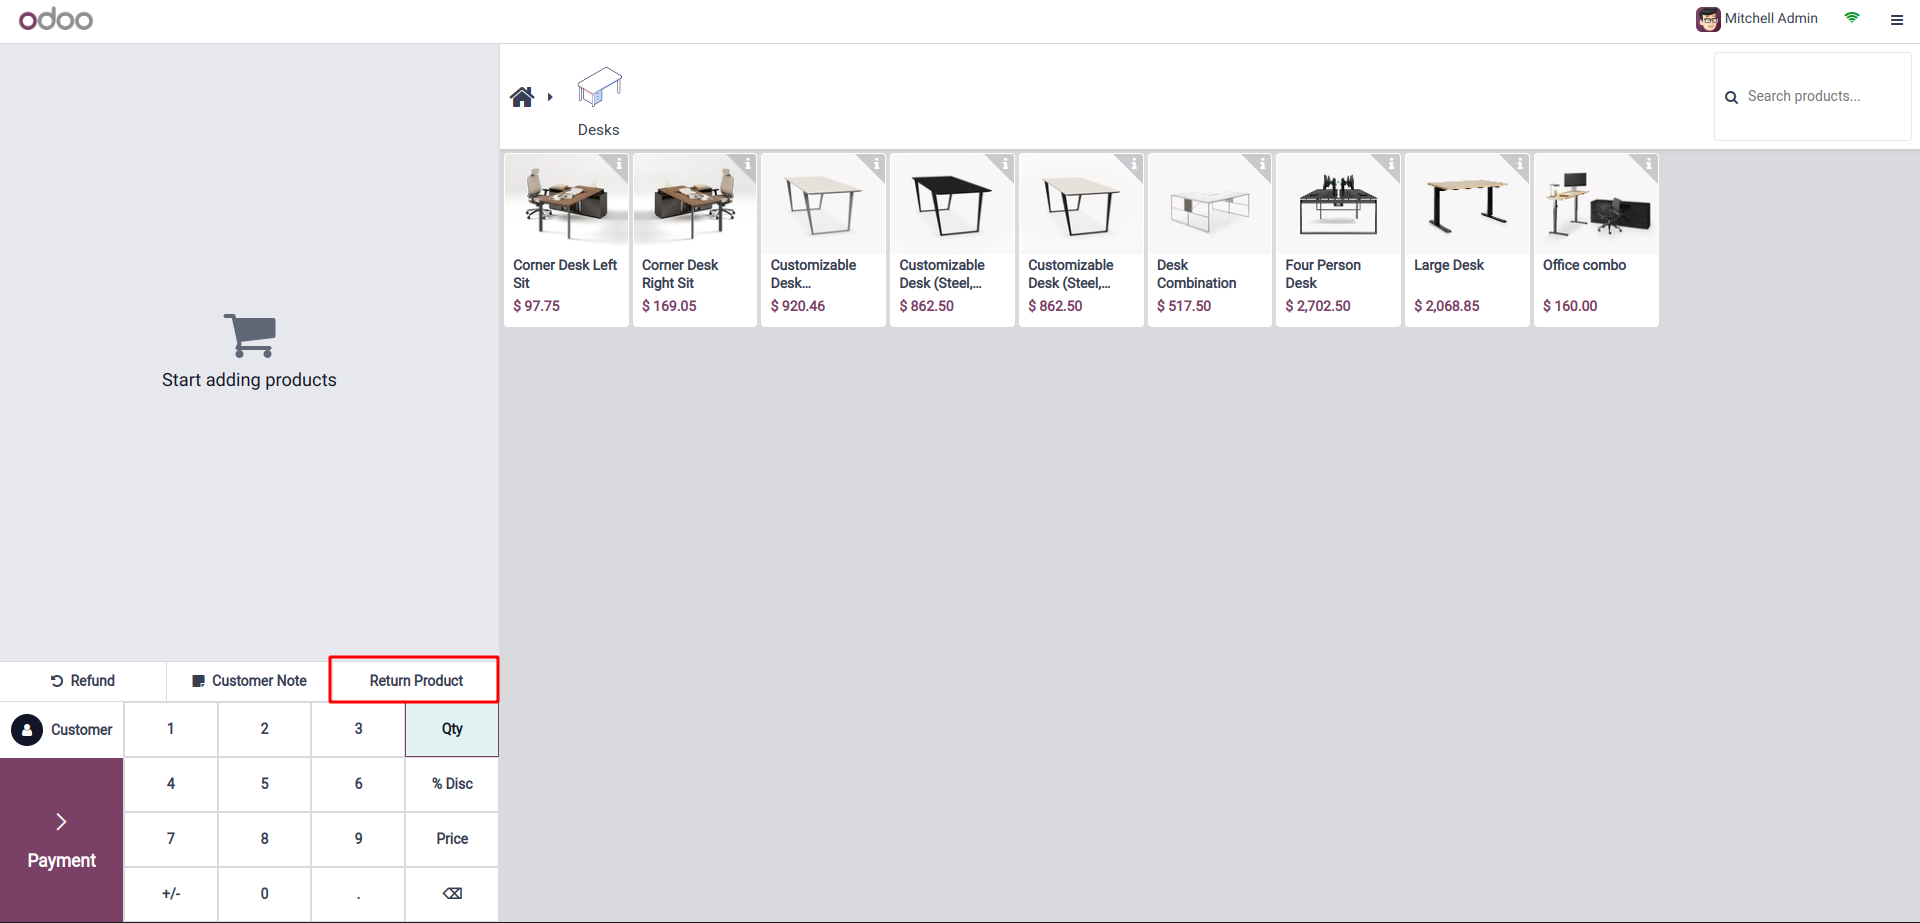 odoo
Mitchell Admin
Desks
Search products...
Corner Desk Left
Sit
$ 97.75
Corner Desk
Right Sit
$ 169.05
Customizable
Desk...
$ 920.46
Customizable
Desk (Steel,...
$ 862.50
Customizable
Desk (Steel,...
$ 862.50
Desk
Combination
$ 517.50
Four Person
Desk
$ 2,702.50
Large Desk
$ 2,068.85
Office combo
$ 160.00
Start adding products
Refund
Customer Note
Return Product
Customer
1
2
3
Qty
4
5
6
% Disc
7
8
9
Price
Payment
+/-
0
.
⌫